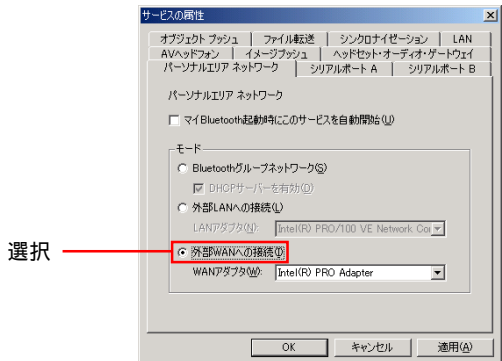 サービスの属性
オブジェクト プッシュ ファイル転送 シンクロナイゼーション LAN
AVヘッドフォン イメージプッシュ ヘッドセット・オーディオ・ゲートウェイ
パーソナルエリア ネットワーク シリアルポート A シリアルポート B
パーソナルエリア ネットワーク
マイBluetooth起動時にこのサービスを自動開始(U)
モード
Bluetoothグループネットワーク(S)
DHCPサーバーを有効(O)
外部LANへの接続(L)
LANアダプタ(N): Intel(R) PRO/100 VE Network Co
選択
外部WANへの接続(I)
WANアダプタ(W): Intel(R) PRO Adapter
OK キャンセル 適用(A)